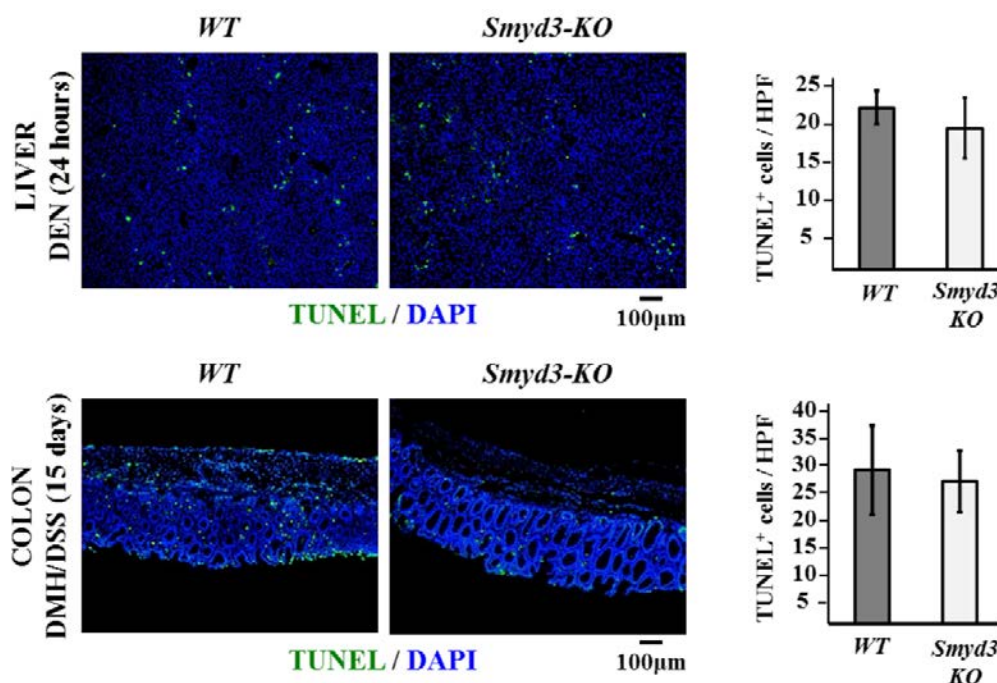 WT
Smyd3-KO
LIVER
DEN (24 hours)
TUNEL / DAPI
100μm
TUNEL⁺ cells / HPF
25
20
15
10
5
WT
Smyd3
KO
WT
Smyd3-KO
COLON
DMH/DSS (15 days)
TUNEL / DAPI
100μm
TUNEL⁺ cells / HPF
40
35
30
25
20
15
10
5
WT
Smyd3
KO